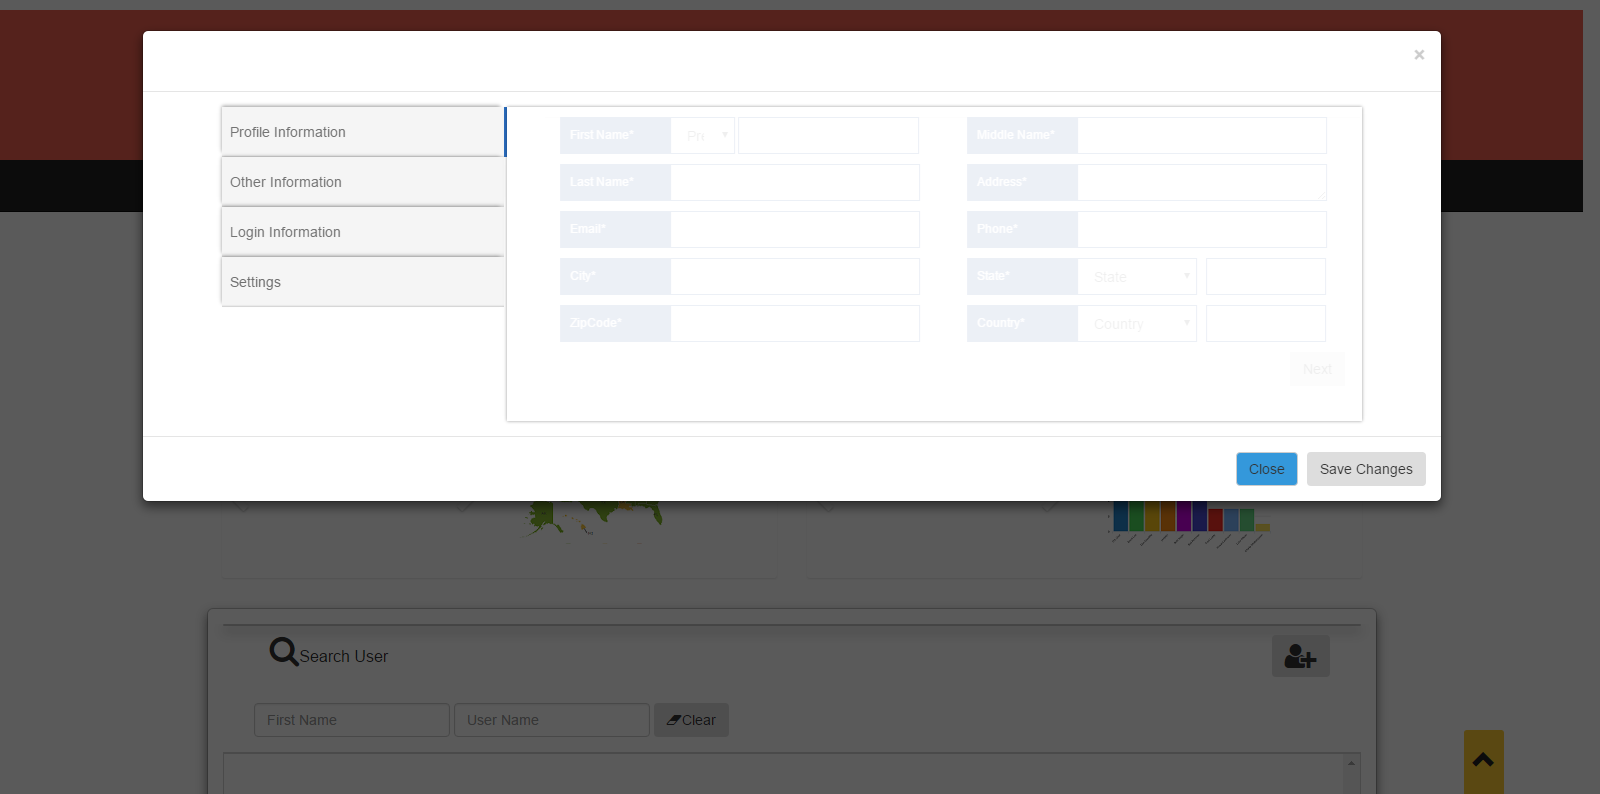 ×
Profile Information
Other Information
Login Information
Settings
First Name* Pre Middle Name*
Last Name* Address*
Email* Phone*
City* State* State
ZipCode* Country* Country
Next
Close Save Changes
Search User
First Name User Name Clear